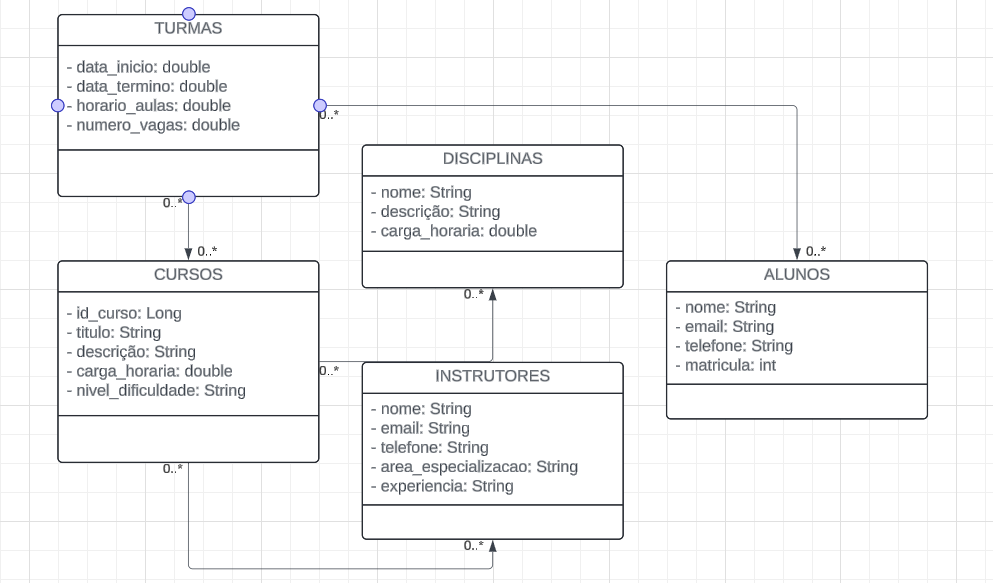 TURMAS
- data_inicio: double
- data_termino: double
- horario_aulas: double
- numero_vagas: double
0..*
0..*
0..*
0..*
DISCIPLINAS
- nome: String
- descrição: String
- carga_horaria: double
0..*
CURSOS
- id_curso: Long
- titulo: String
- descrição: String
- carga_horaria: double
- nivel_dificuldade: String
0..*
0..*
INSTRUTORES
- nome: String
- email: String
- telefone: String
- area_especializacao: String
- experiencia: String
0..*
ALUNOS
- nome: String
- email: String
- telefone: String
- matricula: int